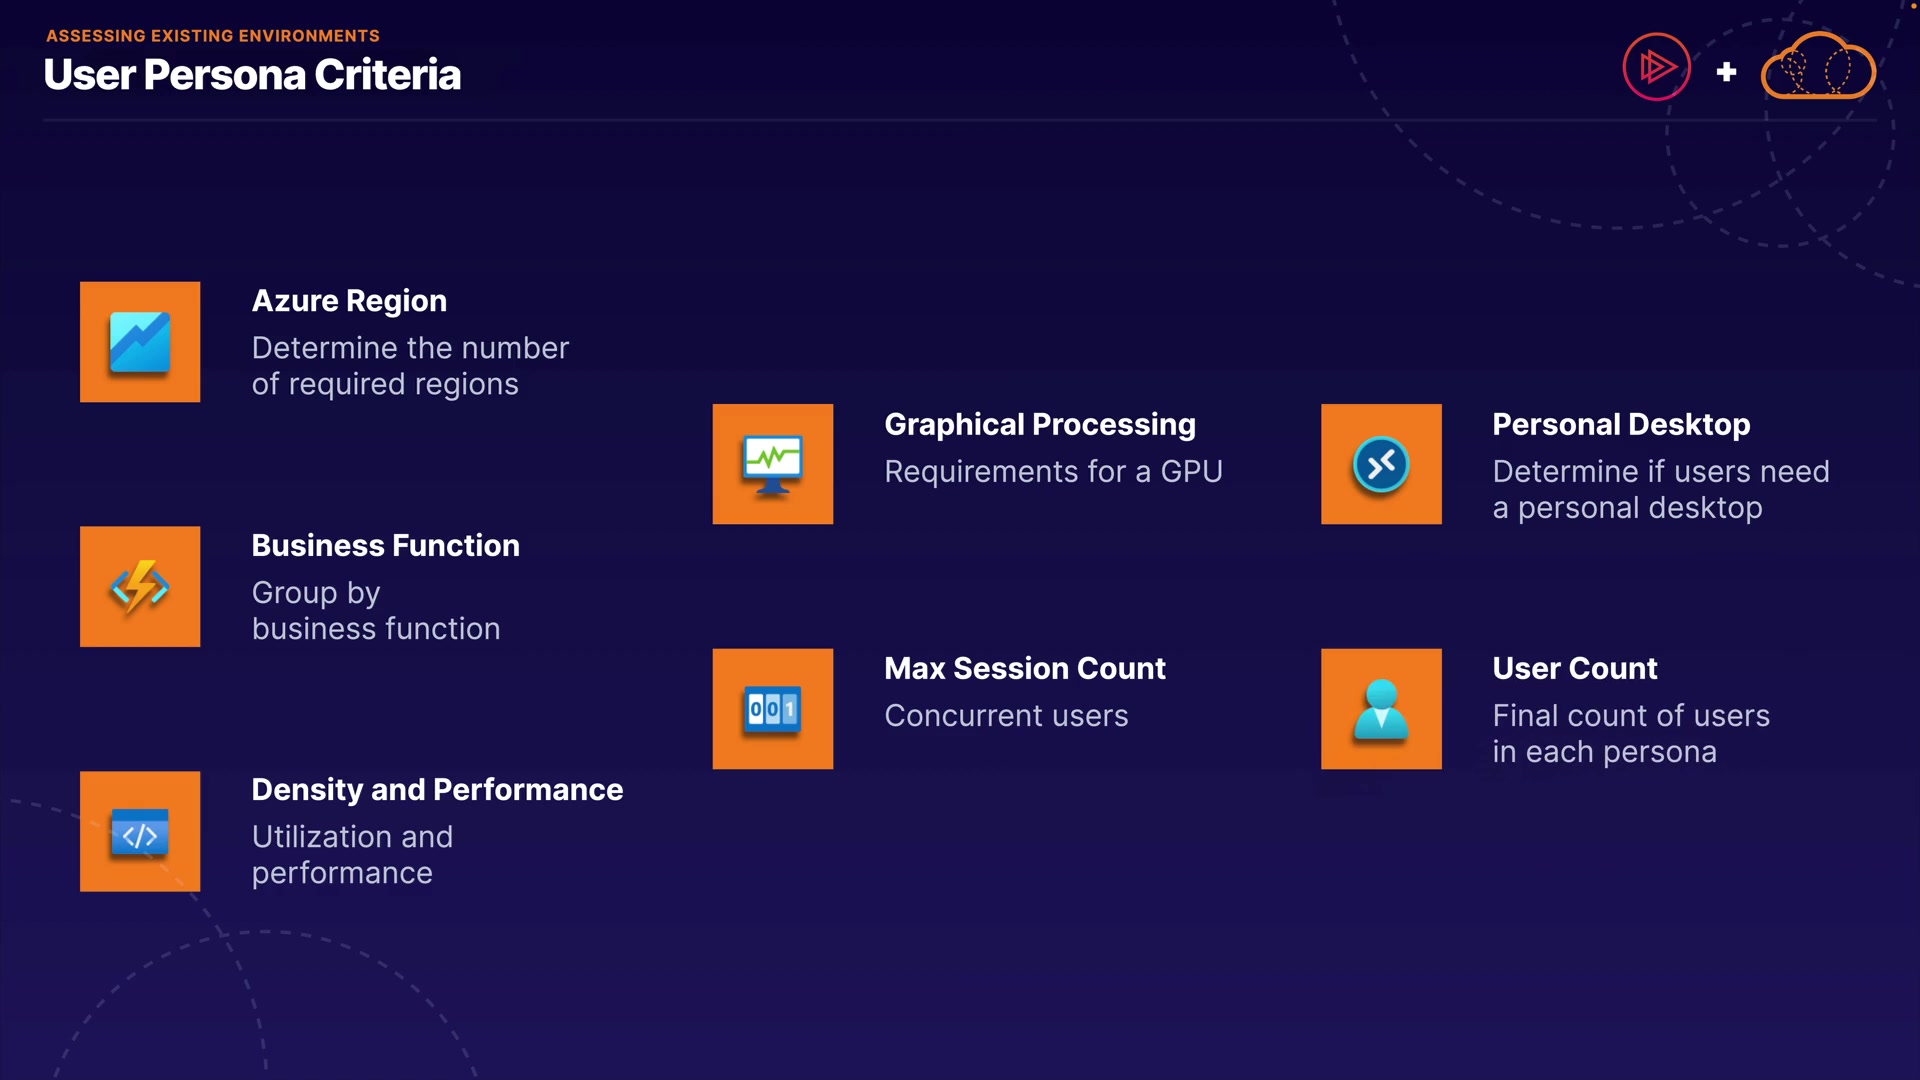 ASSESSING EXISTING ENVIRONMENTS
User Persona Criteria
Azure Region
Determine the number
of required regions
Business Function
Group by
business function
Density and Performance
Utilization and
performance
Graphical Processing
Requirements for a GPU
001
Max Session Count
Concurrent users
Personal Desktop
Determine if users need
a personal desktop
User Count
Final count of users
in each persona